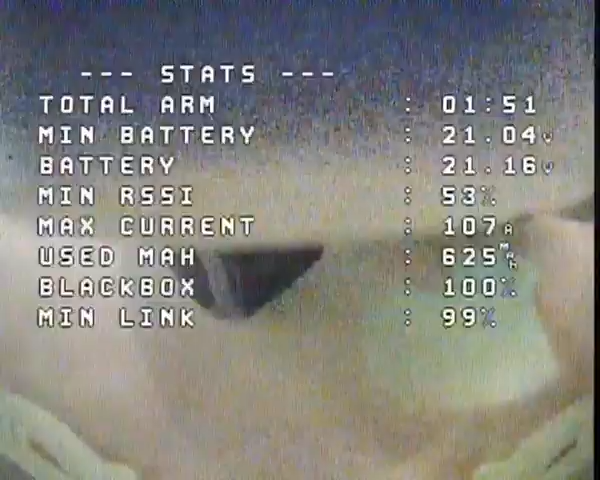 --- STATS ---
TOTAL ARM : 01:51
MIN BATTERY : 21.04V
BATTERY : 21.16V
MIN RSSI : 53%
MAX CURRENT : 107A
USED MAH : 625mAh
BLACKBOX : 100%
MIN LINK : 99%